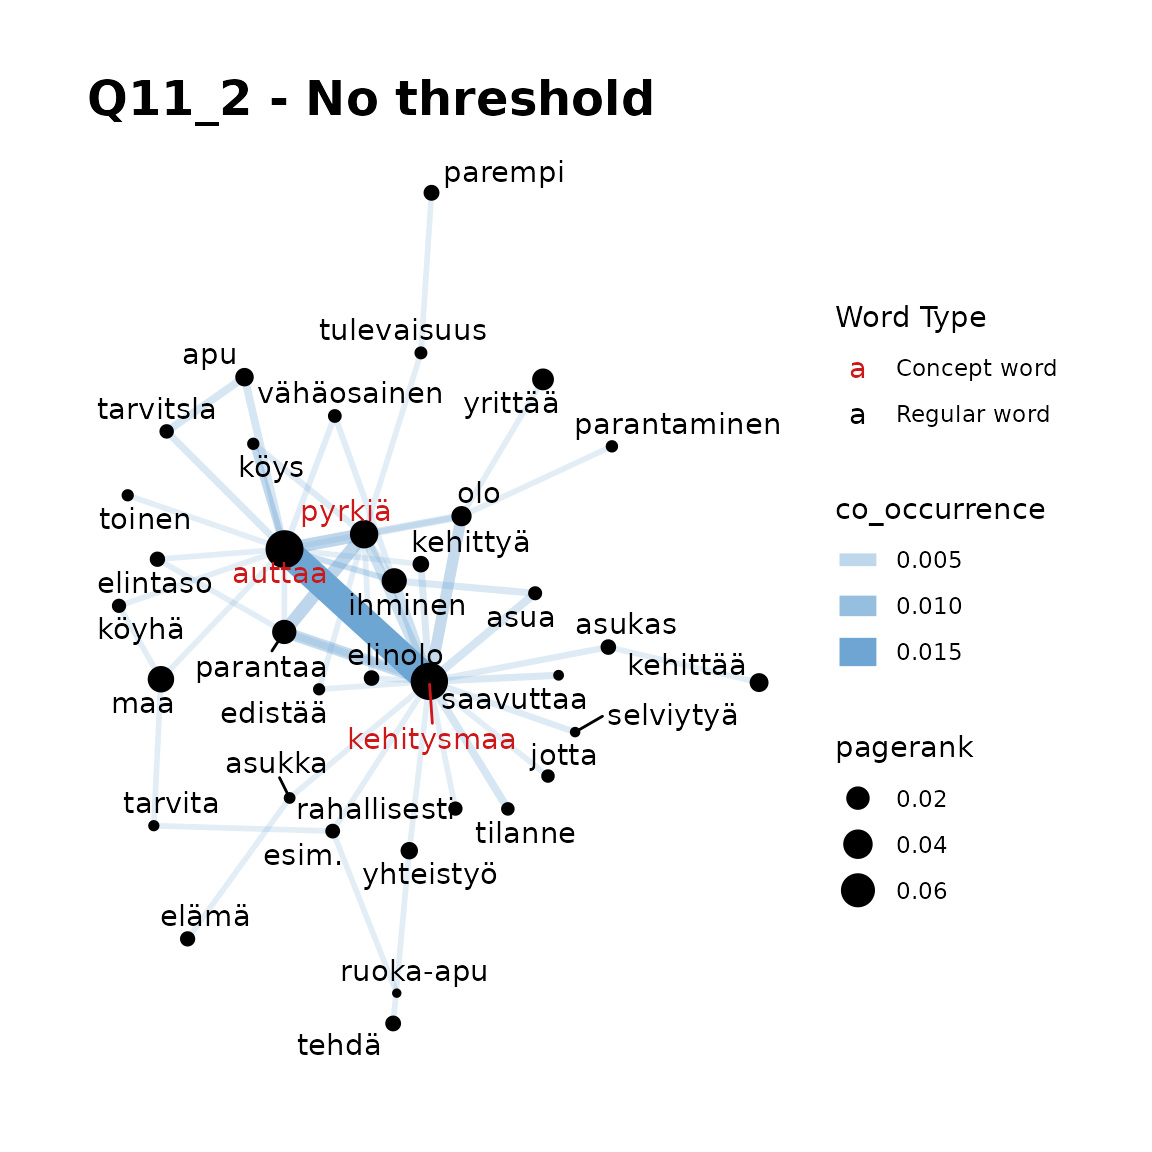 Q11_2 - No threshold
parempi
tulevaisuus
apu
vähäosainen
yrittää
tarvitsla
parantaminen
köys
olo
toinen
pyrkiä
kehittyä
elintaso
auttaa
ihminen
asua
köyhä
asukas
elinolo
parantaa
kehittää
maa
saavuttaa
edistää
selviytyä
kehitysmaa
asukka
jotta
tarvita
rahallisesti
tilanne
esim.
yhteistyö
elämä
ruoka-apu
tehdä
Word Type
a Concept word
a Regular word
co_occurrence
0.005
0.010
0.015
pagerank
0.02
0.04
0.06